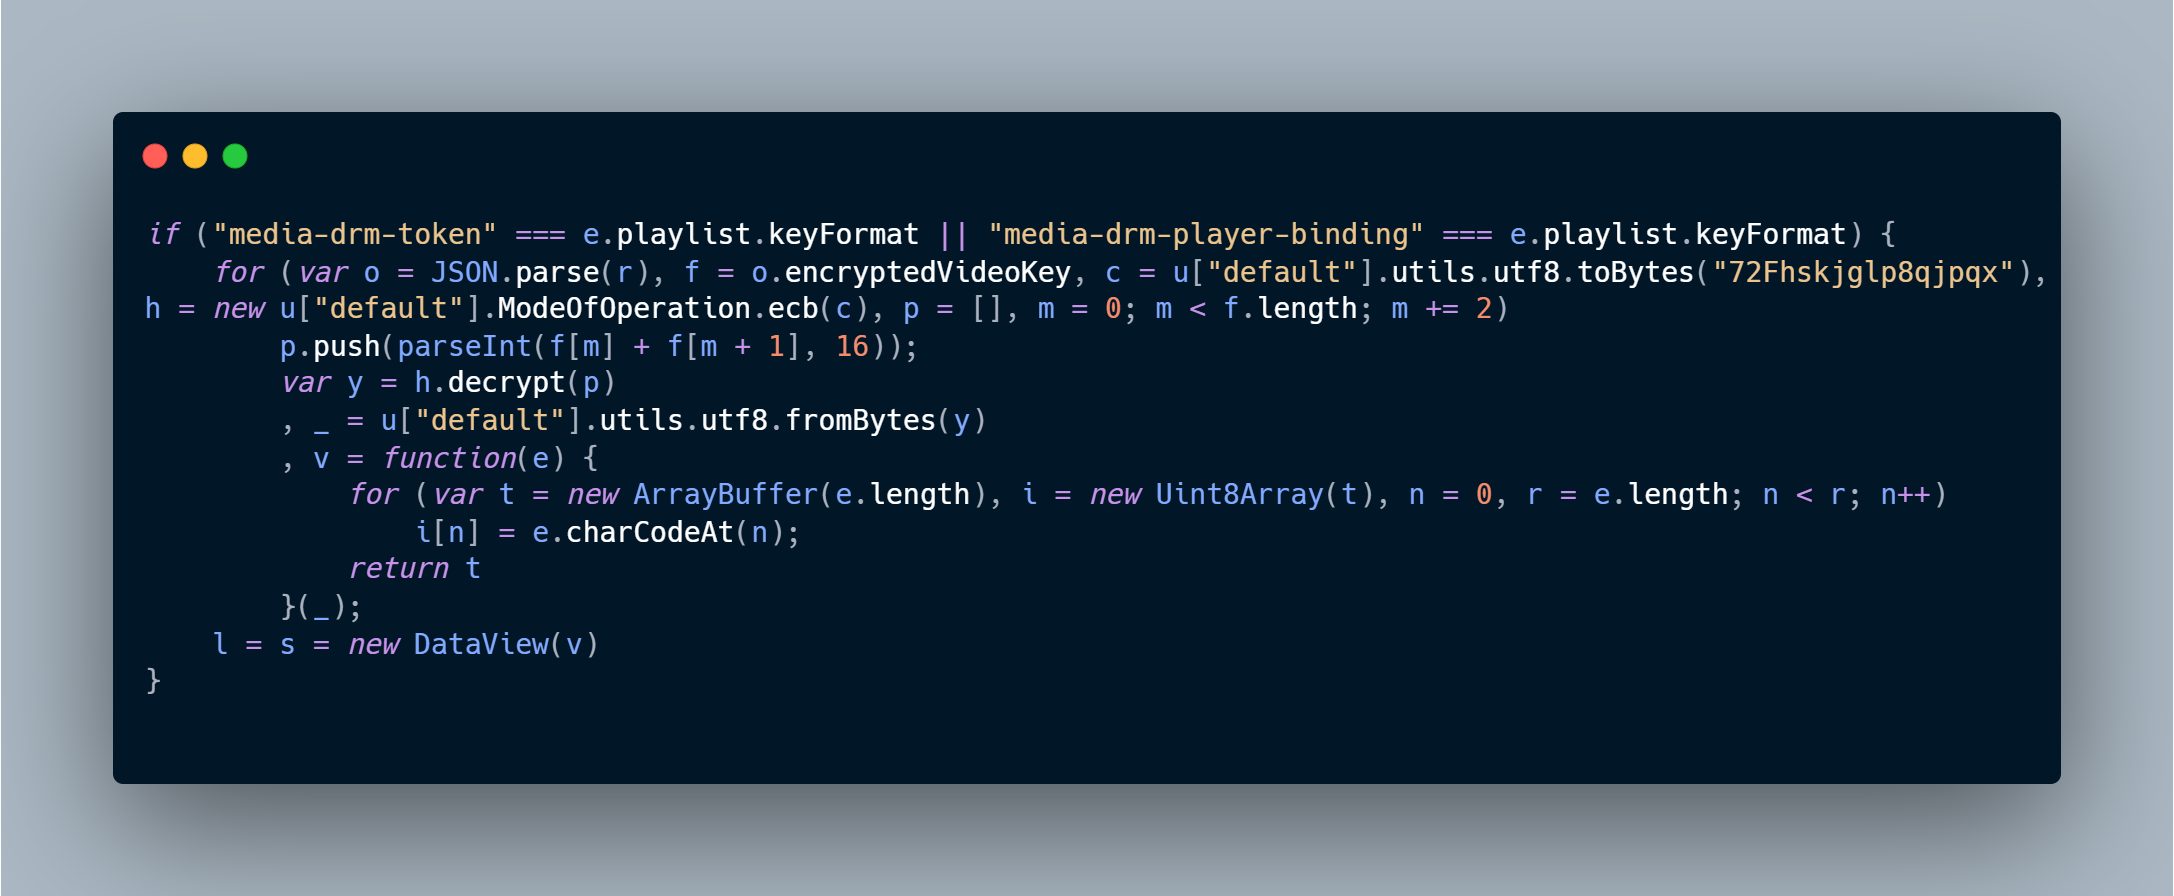 if ("media-drm-token" === e.playlist.keyFormat || "media-drm-player-binding" === e.playlist.keyFormat) {
    for (var o = JSON.parse(r), f = o.encryptedVideoKey, c = u["default"].utils.utf8.toBytes("72Fhskjglp8qjpqx"),
h = new u["default"].ModeOfOperation.ecb(c), p = [], m = 0; m < f.length; m += 2)
        p.push(parseInt(f[m] + f[m + 1], 16));
        var y = h.decrypt(p)
        , _ = u["default"].utils.utf8.fromBytes(y)
        , v = function(e) {
            for (var t = new ArrayBuffer(e.length), i = new Uint8Array(t), n = 0, r = e.length; n < r; n++)
                i[n] = e.charCodeAt(n);
            return t
        }(_);
    l = s = new DataView(v)
}